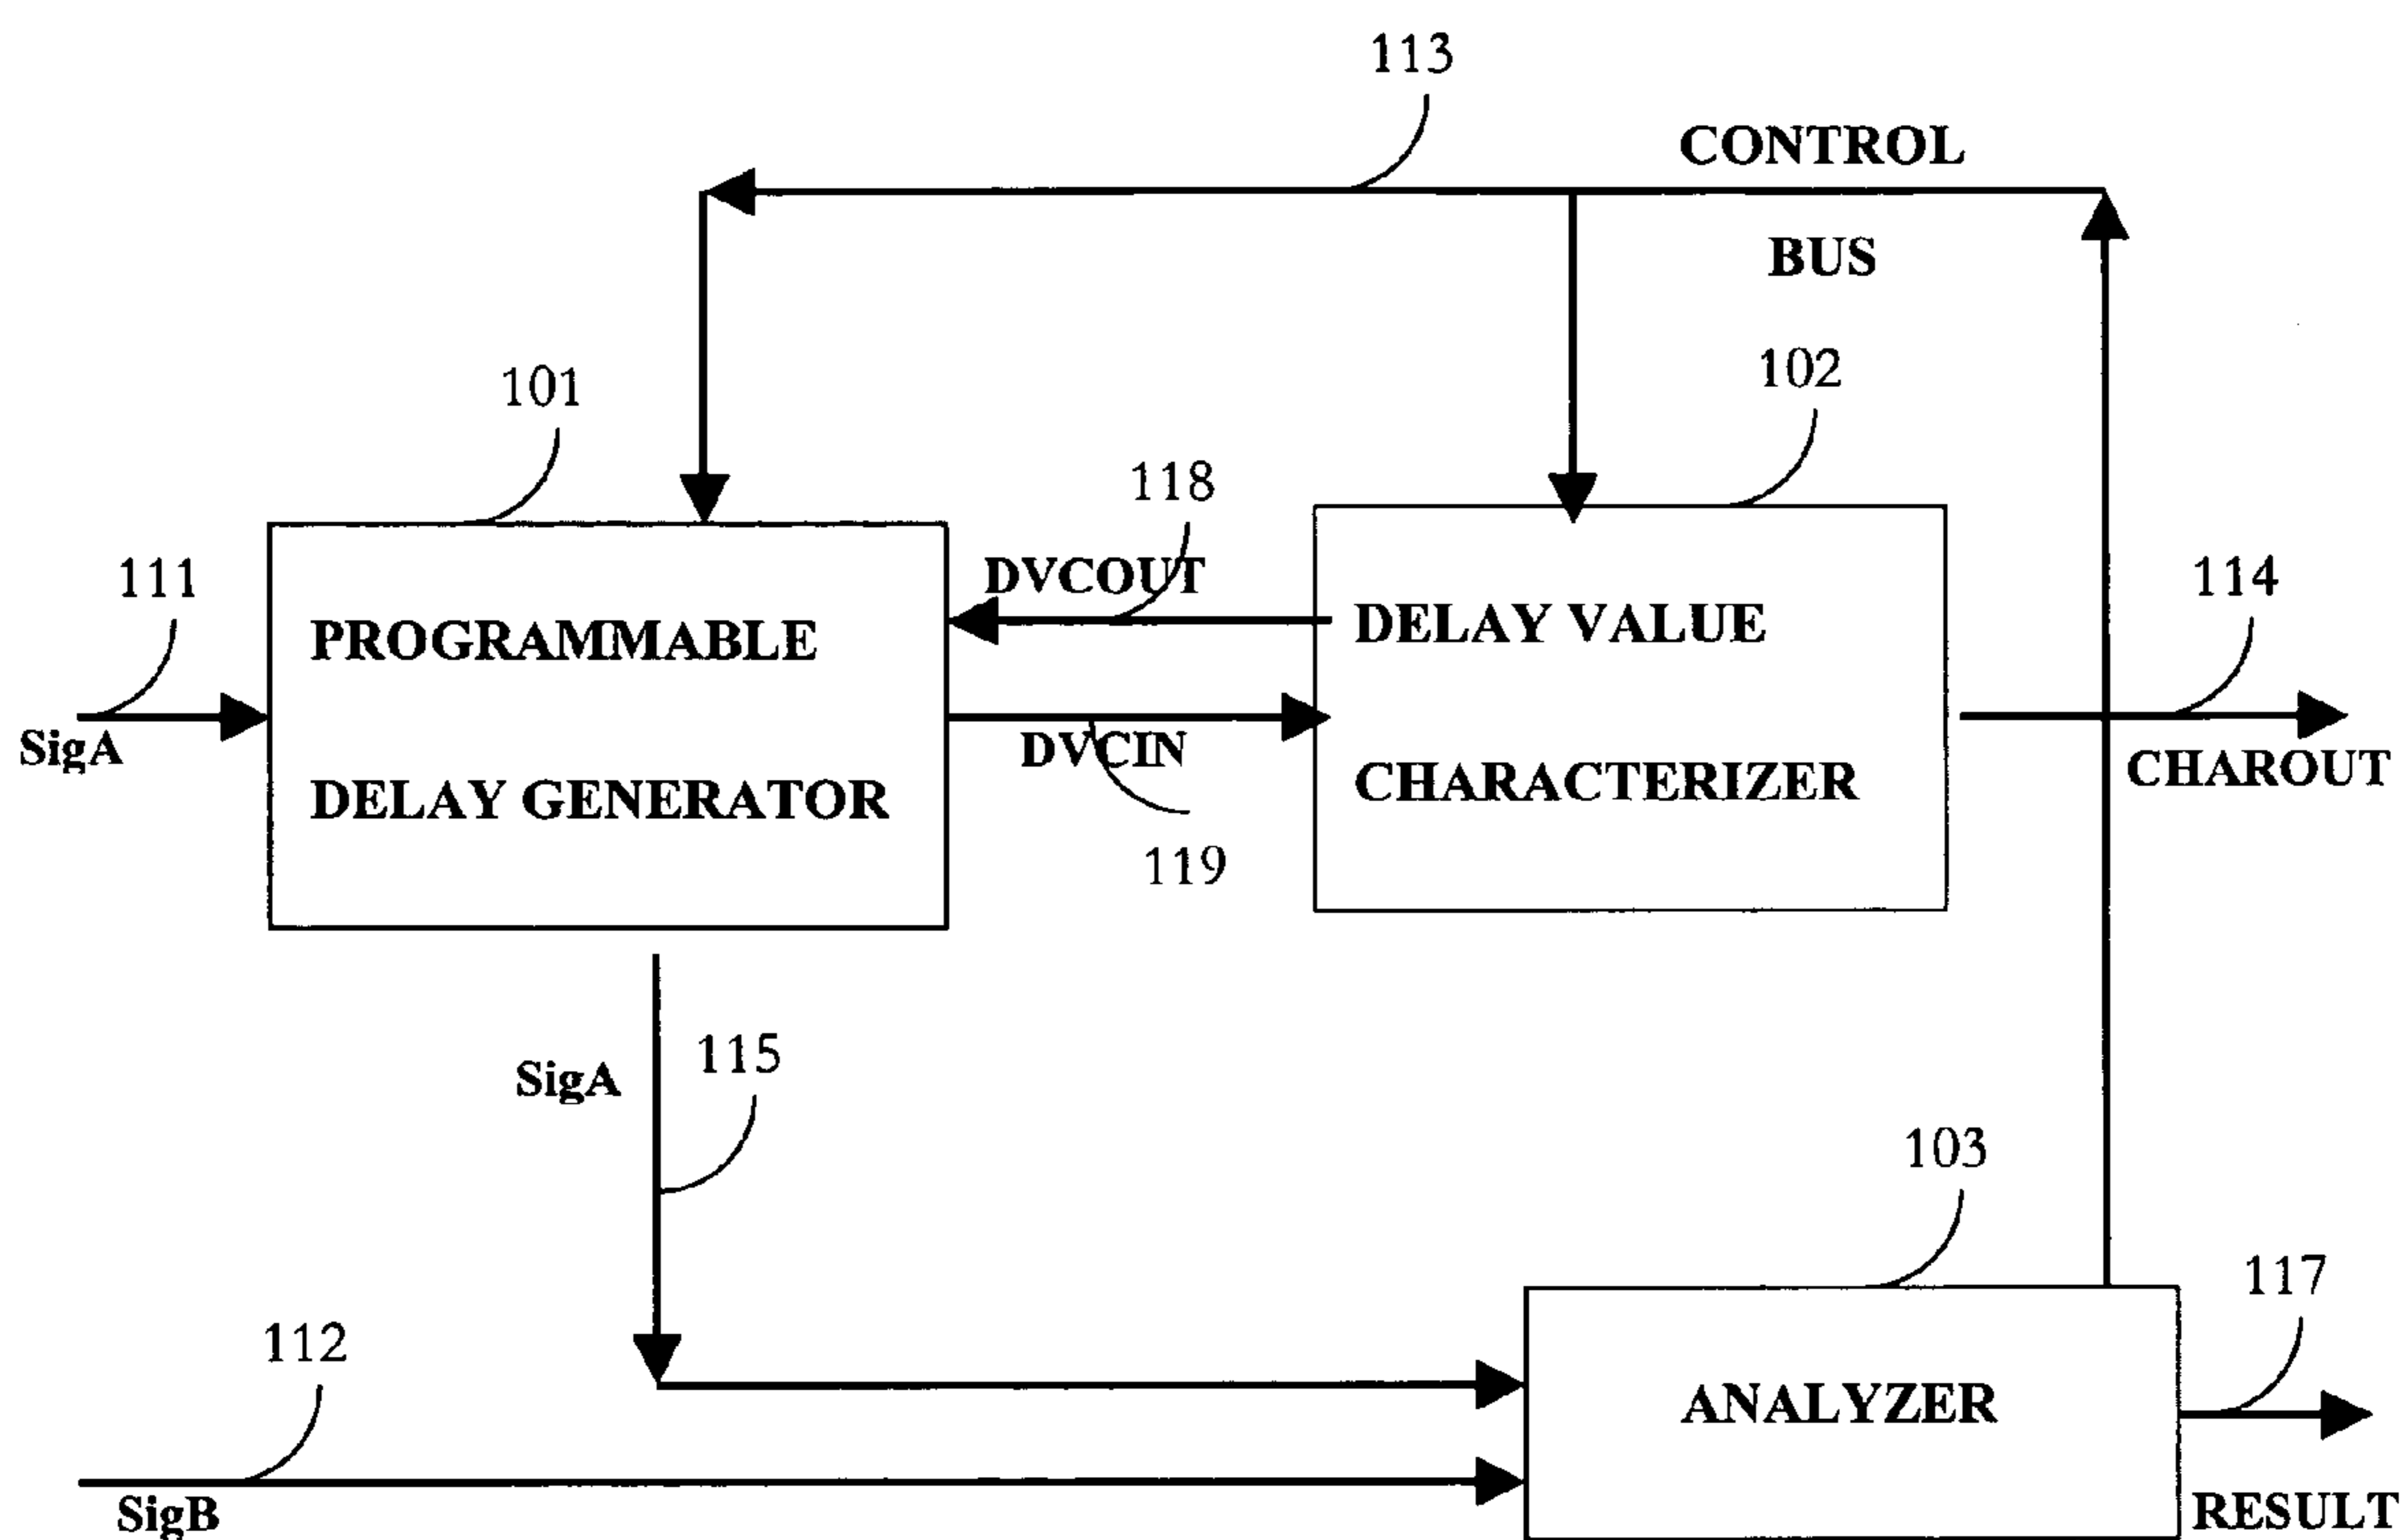 113
CONTROL
BUS
101
102
118
111
DVCOUT
114
PROGRAMMABLE
DELAY VALUE
SigA
DVCIN
CHAROUT
DELAY GENERATOR
CHARACTERIZER
119
SigA
115
103
117
112
ANALYZER
SigB
RESULT